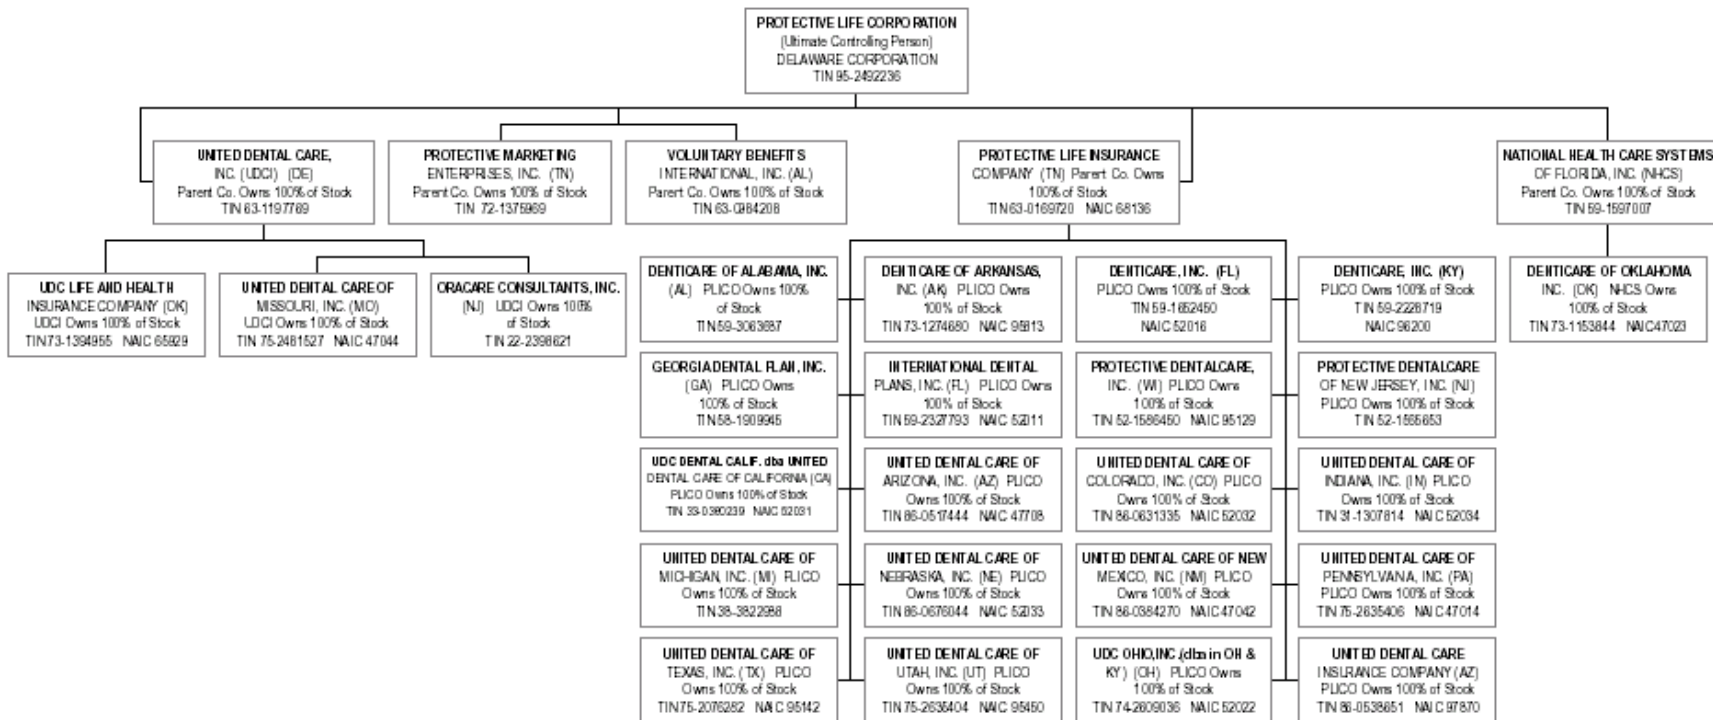 PROTECTIVE LIFE CORPORATION
(Ultimate Controlling Person)
DELAWARE CORPORATION
TIN 95-2492236
UNITED DENTAL CARE,
INC. (UDCI) (DE)
Parent Co. Owns 100% of Stock
TIN 63-1197769
PROTECTIVE MARKETING
ENTERPRISES, INC. (TN)
Parent Co. Owns 100% of Stock
TIN 72-1375969
VOLUNTARY BENEFITS
INTERNATIONAL, INC. (AL)
Parent Co. Owns 100% of Stock
TIN 63-0984208
PROTECTIVE LIFE INSURANCE
COMPANY (TN) Parent Co. Owns
100% of Stock
TIN 63-0169720 NAIC 68136
NATIONAL HEALTH CARE SYSTEMS
OF FLORIDA, INC. (NHCS)
Parent Co. Owns 100% of Stock
TIN 59-1597007
UDC LIFE AND HEALTH
INSURANCE COMPANY (OK)
UDCI Owns 100% of Stock
TIN 73-1394955 NAIC 65929
UNITED DENTAL CARE OF
MISSOURI, INC. (MO)
UDCI Owns 100% of Stock
TIN 75-2481527 NAIC 47044
ORACARE CONSULTANTS, INC.
(NJ) UDCI Owns 100%
of Stock
TIN 22-2398621
DENTICARE OF ALABAMA, INC.
(AL) PLICO Owns 100%
of Stock
TIN 59-3063687
DENTICARE OF ARKANSAS,
INC. (AK) PLICO Owns
100% of Stock
TIN 73-1274680 NAIC 95813
DENTICARE, INC. (FL)
PLICO Owns 100% of Stock
TIN 59-1652450
NAIC 52016
DENTICARE, INC. (KY)
PLICO Owns 100% of Stock
TIN 59-2228719
NAIC 96200
DENTICARE OF OKLAHOMA
INC. (OK) NHCS Owns
100% of Stock
TIN 73-1153844 NAIC 47023
GEORGIA DENTAL PLAN, INC.
(GA) PLICO Owns
100% of Stock
TIN 58-1909945
INTERNATIONAL DENTAL
PLANS, INC. (FL) PLICO Owns
100% of Stock
TIN 59-2327793 NAIC 52011
PROTECTIVE DENTALCARE,
INC. (WI) PLICO Owns
100% of Stock
TIN 52-1586450 NAIC 95129
PROTECTIVE DENTALCARE
OF NEW JERSEY, INC. (NJ)
PLICO Owns 100% of Stock
TIN 52-1565653
UDC DENTAL CALIF. dba UNITED
DENTAL CARE OF CALIFORNIA (CA)
PLICO Owns 100% of Stock
TIN 33-0360239 NAIC 52031
UNITED DENTAL CARE OF
ARIZONA, INC. (AZ) PLICO
Owns 100% of Stock
TIN 86-0517444 NAIC 47708
UNITED DENTAL CARE OF
COLORADO, INC. (CO) PLICO
Owns 100% of Stock
TIN 86-0631335 NAIC 52032
UNITED DENTAL CARE OF
INDIANA, INC. (IN) PLICO
Owns 100% of Stock
TIN 31-1307814 NAIC 52034
UNITED DENTAL CARE OF
MICHIGAN, INC. (MI) PLICO
Owns 100% of Stock
TIN 38-3822988
UNITED DENTAL CARE OF
NEBRASKA, INC. (NE) PLICO
Owns 100% of Stock
TIN 86-0676044 NAIC 52033
UNITED DENTAL CARE OF NEW
MEXICO, INC. (NM) PLICO
Owns 100% of Stock
TIN 86-0384270 NAIC 47042
UNITED DENTAL CARE OF
PENNSYLVANIA, INC. (PA)
PLICO Owns 100% of Stock
TIN 75-2635406 NAIC 47014
UNITED DENTAL CARE OF
TEXAS, INC. (TX) PLICO
Owns 100% of Stock
TIN 75-2076282 NAIC 95142
UNITED DENTAL CARE OF
UTAH, INC. (UT) PLICO
Owns 100% of Stock
TIN 75-2635404 NAIC 95450
UDC OHIO,INC.(dba in OH &
KY) (OH) PLICO Owns
100% of Stock
TIN 74-2609036 NAIC 52022
UNITED DENTAL CARE
INSURANCE COMPANY (AZ)
PLICO Owns 100% of Stock
TIN 86-0538651 NAIC 97870